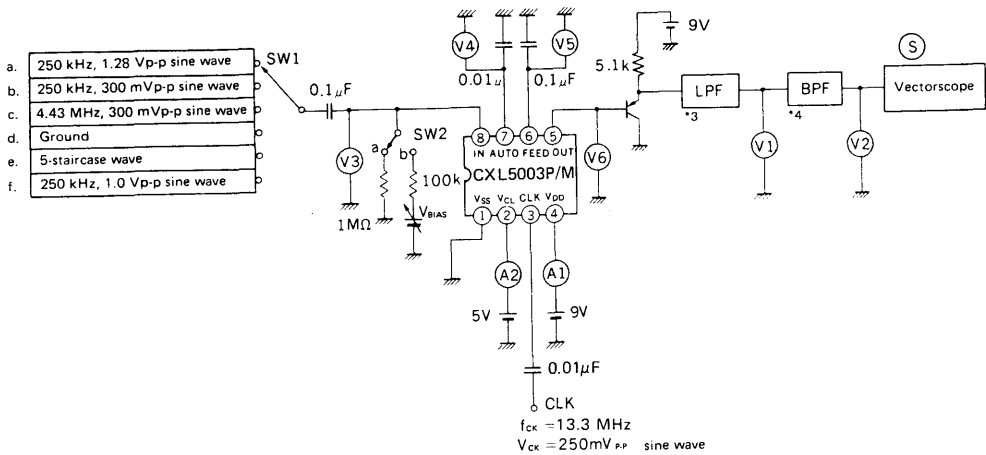 a. 250 kHz, 1.28 Vp-p sine wave
b. 250 kHz, 300 mVp-p sine wave
c. 4.43 MHz, 300 mVp-p sine wave
d. Ground
e. 5-staircase wave
f. 250 kHz, 1.0 Vp-p sine wave
SW1
0.1μF
V3
SW2
a
b
1MΩ
100k
VBIAS
V4
V5
0.01μ
0.1μF
8 7 6 5
IN AUTO FEED OUT
CXL5003P/M
VSS VCL CLK VDD
1 2 3 4
A2
A1
5V
9V
0.01μF
CLK
fCK = 13.3 MHz
VCK = 250mVP-P sine wave
V6
5.1k
9V
LPF
*3
V1
BPF
*4
V2
S
Vectorscope